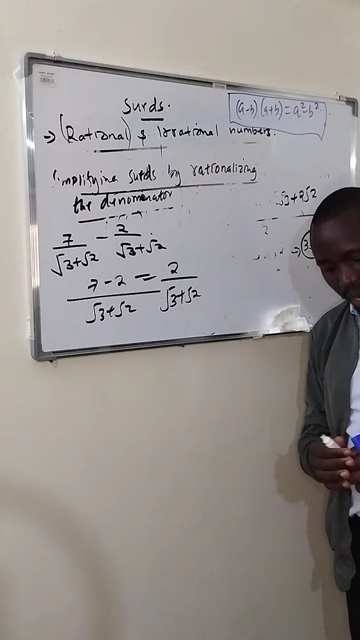 Surds.
(a-b)(a+b)=a²-b²
⇒ (Rational) & Irrational numbers.
Simplifying surds by rationalizing
the denominator
7/√3+√2 - 2/√3+√2
7-2/√3+√2 = 2/√3+√2